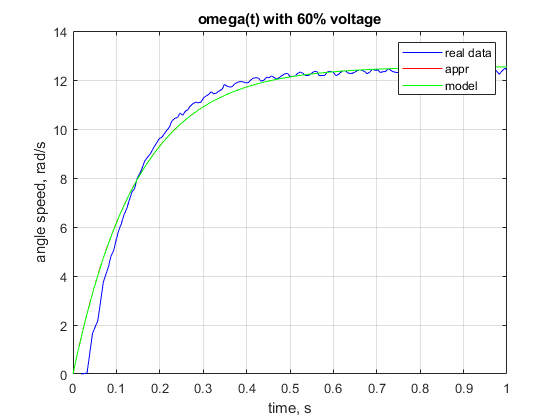 omega(t) with 60% voltage
14
12
10
8
6
4
2
0
angle speed, rad/s
real data
appr
model
0 0.1 0.2 0.3 0.4 0.5 0.6 0.7 0.8 0.9 1
time, s